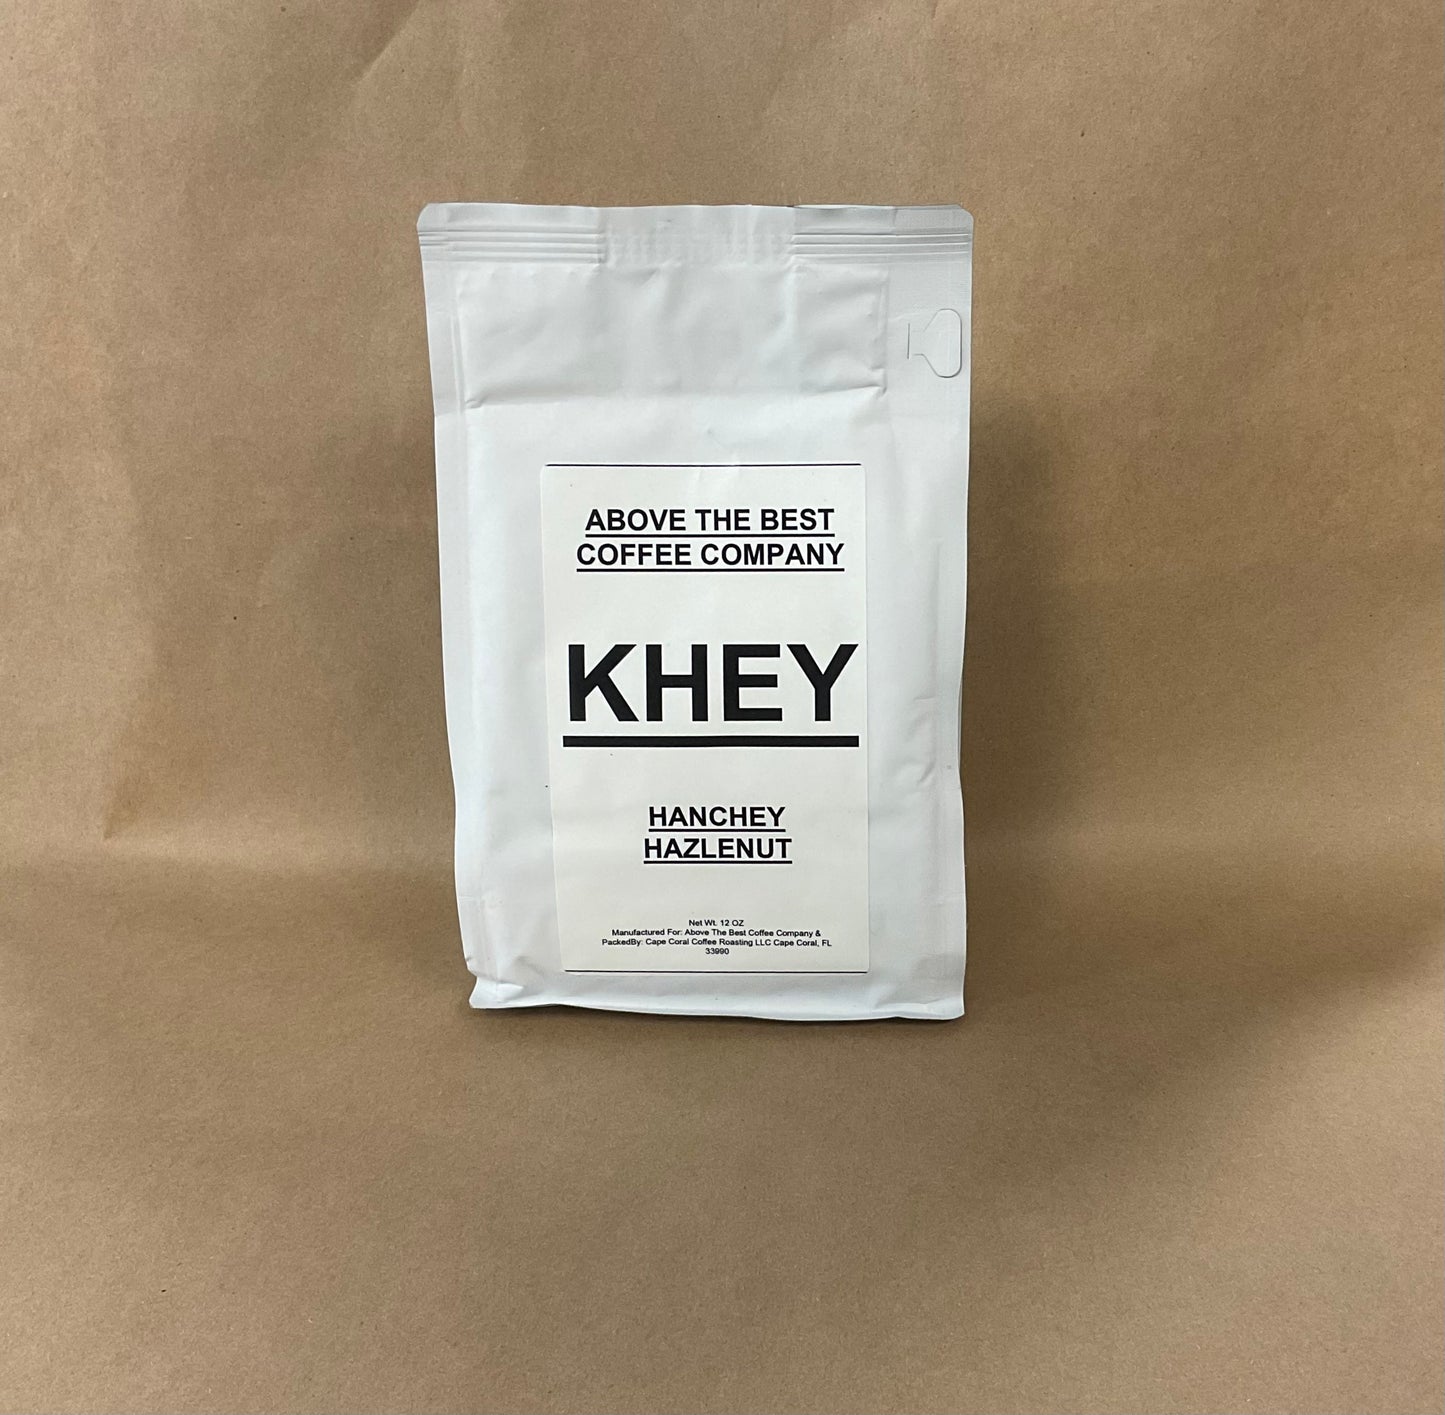 ABOVE THE BEST
COFFEE COMPANY
KHEY
HANCHEY
HAZLENUT
Net Wt. 12 OZ
Manufactured For: Above The Best Coffee Company &
PackedBy: Cape Coral Coffee Roasting LLC Cape Coral, FL
33990